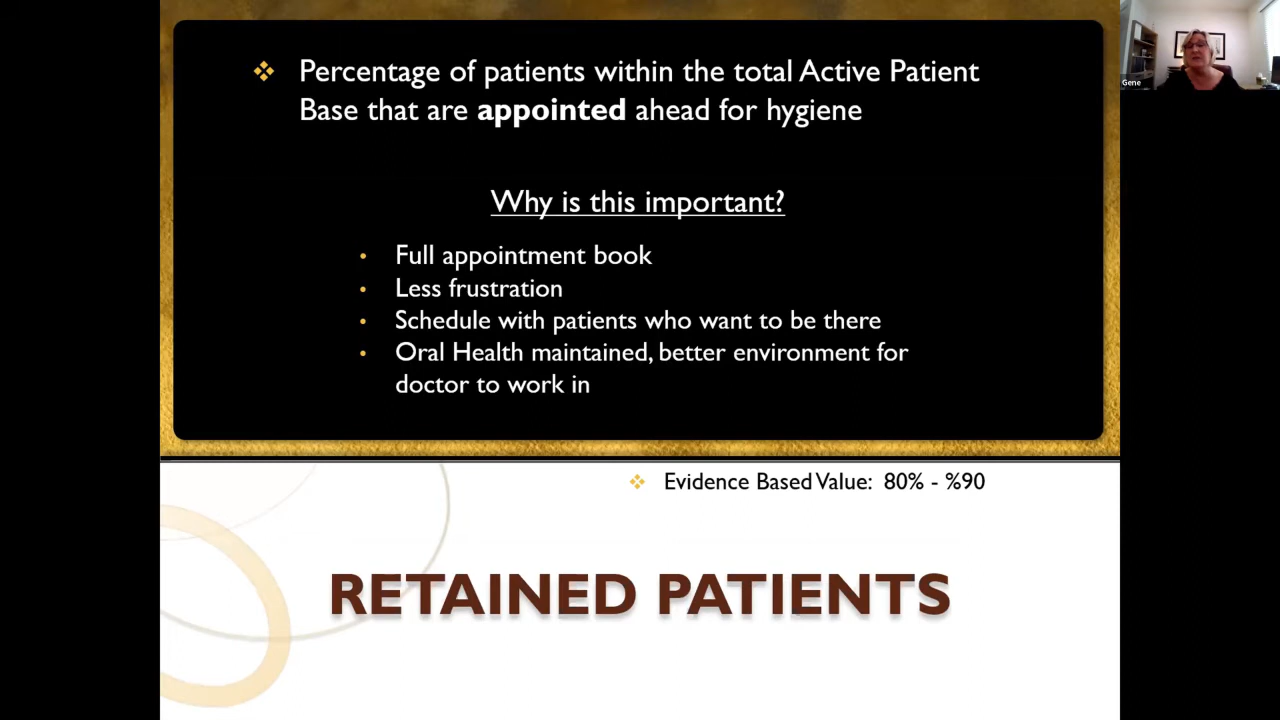 Percentage of patients within the total Active Patient
Base that are appointed ahead for hygiene
Why is this important?
Full appointment book
Less frustration
Schedule with patients who want to be there
Oral Health maintained, better environment for
doctor to work in
Evidence Based Value: 80% - %90
RETAINED PATIENTS
Gene